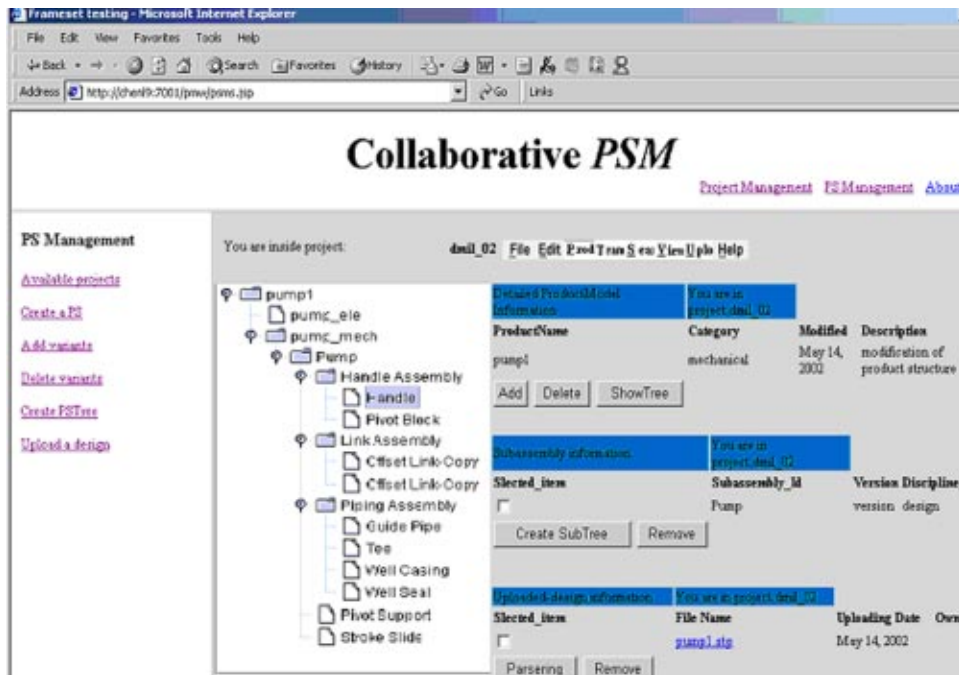 Frameset testing - Microsoft Internet Explorer
File Edit View Favorites Tools Help
Back Search Favorites History
Address http://chenl9:7001/pmw/psms.jsp Go Links
Collaborative PSM
Project Management PS Management About
PS Management
Available projects
Create a PS
Add variants
Delete variants
Create PSTree
Upload a design
You are inside project: dmil_02 File Edit Prod Tran Sear View Uplo Help
pump1
pump_ele
pump_mech
Pump
Handle Assembly
Handle
Pivot Block
Link Assembly
Offset Link-Copy
Offset Link-Copy
Piping Assembly
Guide Pipe
Tee
Well Casing
Well Seal
Pivot Support
Stroke Slide
Detailed ProductModel Information You are in project:dmil_02
ProductName Category Modified Description
pump1 mechanical May 14, 2002 modification of product structure
Add Delete ShowTree
Subassembly information You are in project:dmil_02
Slected_item Subassembly_Id Version Discipline
Pump version design
Create SubTree Remove
Uploaded-design information You are in project:dmil_02
Slected_item File Name Uploading Date Own
pump1.stp May 14, 2002
Parsering Remove